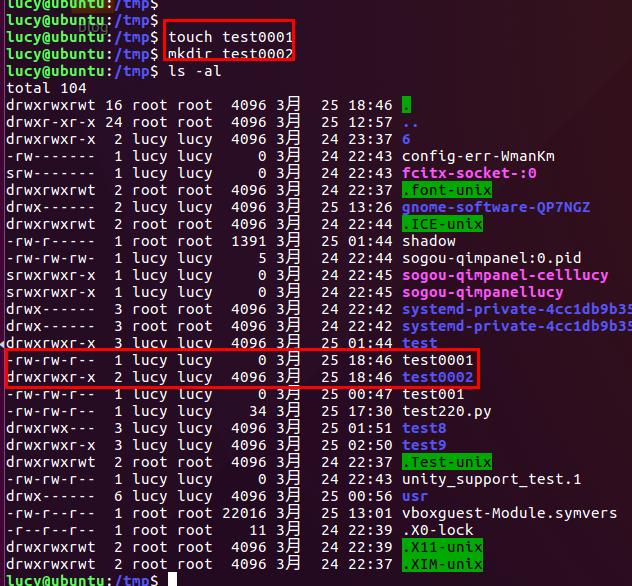 lucy@ubuntu:/tmp$
lucy@ubuntu:/tmp$
lucy@ubuntu:/tmp$ touch test0001
lucy@ubuntu:/tmp$ mkdir test0002
lucy@ubuntu:/tmp$ ls -al
total 104
drwxrwxrwt 16 root root 4096 3月 25 18:46 .
drwxr-xr-x 24 root root 4096 3月 25 12:57 ..
drwxrwxr-x 2 lucy lucy 4096 3月 24 23:37 6
-rw------- 1 lucy lucy 0 3月 24 22:43 config-err-WmanKm
srw------- 1 lucy lucy 0 3月 24 22:43 fcitx-socket-:0
drwxrwxrwt 2 root root 4096 3月 24 22:37 .font-unix
drwx------ 2 lucy lucy 4096 3月 25 13:26 gnome-software-QP7NGZ
drwxrwxrwt 2 root root 4096 3月 24 22:44 .ICE-unix
-rw-r----- 1 root root 1391 3月 25 01:44 shadow
-rw-rw-rw- 1 lucy lucy 5 3月 24 22:44 sogou-qimpanel:0.pid
srwxrwxr-x 1 lucy lucy 0 3月 24 22:45 sogou-qimpanel-celllucy
srwxrwxr-x 1 lucy lucy 0 3月 24 22:45 sogou-qimpanellucy
drwx------ 3 root root 4096 3月 24 22:42 systemd-private-4cc1db9b35
drwx------ 3 root root 4096 3月 24 22:42 systemd-private-4cc1db9b35
drwxrwxr-x 3 lucy lucy 4096 3月 25 01:44 test
-rw-rw-r-- 1 lucy lucy 0 3月 25 18:46 test0001
drwxrwxr-x 2 lucy lucy 4096 3月 25 18:46 test0002
-rw-rw-r-- 1 lucy lucy 0 3月 25 00:47 test001
-rw-rw-r-- 1 lucy lucy 34 3月 25 17:30 test220.py
drwxrwx--- 3 lucy lucy 4096 3月 25 01:51 test8
drwxrwxr-x 3 lucy lucy 4096 3月 25 02:50 test9
drwxrwxrwt 2 root root 4096 3月 24 22:37 .Test-unix
-rw-rw-r-- 1 lucy lucy 0 3月 24 22:43 unity_support_test.1
drwx------ 6 lucy lucy 4096 3月 25 00:56 usr
-rw-r--r-- 1 root root 22016 3月 25 13:01 vboxguest-Module.symvers
-r--r--r-- 1 root root 11 3月 24 22:39 .X0-lock
drwxrwxrwt 2 root root 4096 3月 24 22:39 .X11-unix
drwxrwxrwt 2 root root 4096 3月 24 22:37 .XIM-unix
lucy@ubuntu:/tmp$